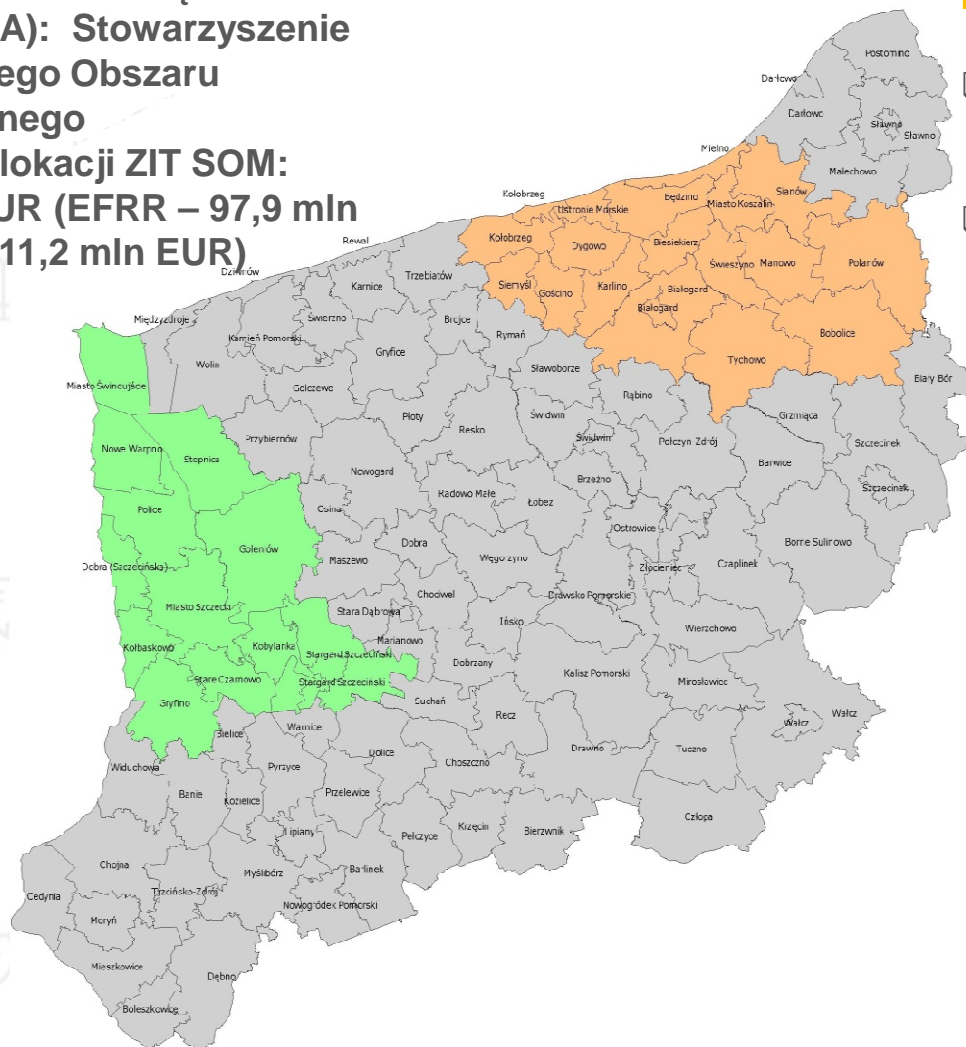 A): Stowarzyszenie
ego Obszaru
nego
lokacji ZIT SOM:
UR (EFRR – 97,9 mln
11,2 mln EUR)
Postomino
Darłowo
Darłowo
Sławno
Sławno
Malechowo
Mielno
Sianów
Kołobrzeg
Będzino
Miasto Koszalin
Ustronie Morskie
Kołobrzeg
Dygowo
Biesiekierz
Świeszyno
Manowo
Polanów
Rewal
Trzebiatów
Siemyśl
Gościno
Karlino
Białogard
Białogard
Dziwnów
Karnice
Międzyzdroje
Świerzno
Brojce
Rymań
Bobolice
Kamień Pomorski
Gryfice
Tychowo
Wolin
Sławoborze
Biały Bór
Miasto Świnoujście
Golczewo
Rąbino
Płoty
Świdwin
Grzmiąca
Resko
Przybiernów
Świdwin
Połczyn Zdrój
Szczecinek
Nowe Warpno
Stepnica
Nowogard
Barwice
Brzeżno
Szczecinek
Radowo Małe
Łobez
Police
Osina
Ostrowice
Borne Sulinowo
Goleniów
Dobra
Maszewo
Węgorzyno
Czaplinek
Dobra (Szczecińska)
Złocieniec
Chociwel
Drawsko Pomorskie
Miasto Szczecin
Stara Dąbrowa
Ińsko
Wierzchowo
Marianowo
Kołbaskowo
Kobylanka
Stargard Szczeciński
Dobrzany
Kalisz Pomorski
Stare Czarnowo
Stargard Szczeciński
Mirosławiec
Gryfino
Suchań
Recz
Wałcz
Wałcz
Bielice
Warnice
Dolice
Drawno
Tuczno
Widuchowa
Pyrzyce
Choszczno
Banie
Kozielice
Przelewice
Człopa
Lipiany
Pełczyce
Krzęcin
Bierzwnik
Chojna
Myślibórz
Barlinek
Cedynia
Trzcińsko-Zdrój
Nowogródek Pomorski
Moryń
Mieszkowice
Dębno
Boleszkowice